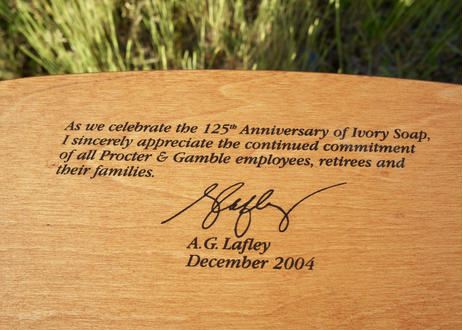 As we celebrate the 125th Anniversary of Ivory Soap,
I sincerely appreciate the continued commitment
of all Procter & Gamble employees, retirees and
their families.
AGLafley
A.G. Lafley
December 2004